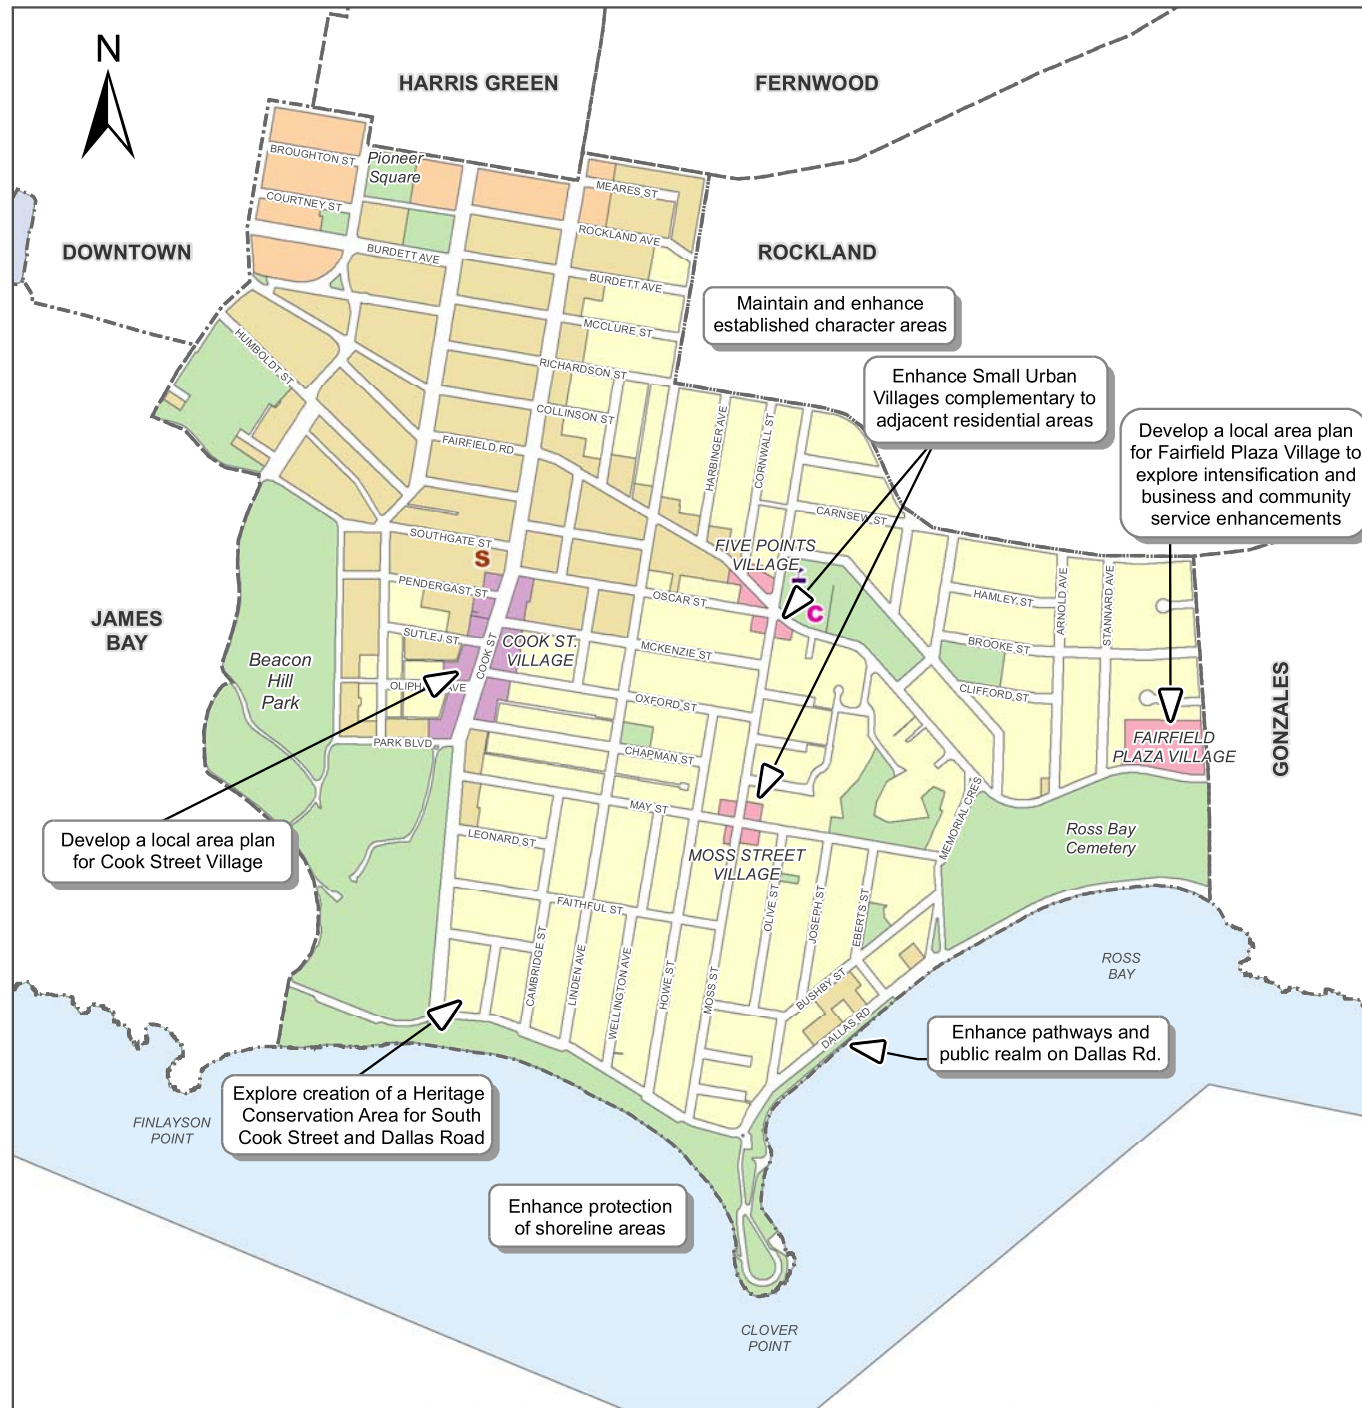 N
HARRIS GREEN
FERNWOOD
BROUGHTON ST
Pioneer
Square
MEARES ST
COURTNEY ST
ROCKLAND AVE
DOWNTOWN
BURDETT AVE
ROCKLAND
BURDETT AVE
Maintain and enhance
established character areas
MCCLURE ST
HUMBOLDT ST
RICHARDSON ST
Enhance Small Urban
Villages complementary to
adjacent residential areas
COLLINSON ST
HARBINGER AVE
CORNWALL ST
Develop a local area plan
for Fairfield Plaza Village to
explore intensification and
business and community
service enhancements
FAIRFIELD RD
CARNSEW ST
SOUTHGATE ST
S
FIVE POINTS
VILLAGE
PENDERGAST ST
OSCAR ST
C
HAMLEY ST
ARNOLD AVE
STANNARD AVE
JAMES
BAY
SUTLEJ ST
COOK ST
COOK ST.
VILLAGE
MCKENZIE ST
BROOKE ST
Beacon
Hill
Park
OLIPH AVE
OXFORD ST
CLIFFORD ST
GONZALES
PARK BLVD
CHAPMAN ST
FAIRFIELD
PLAZA VILLAGE
MAY ST
MEMORIAL CRES
Develop a local area plan
for Cook Street Village
LEONARD ST
MOSS STREET
VILLAGE
Ross Bay
Cemetery
FAITHFUL ST
OLIVE ST
JOSEPH ST
EBERTS ST
CAMBRIDGE ST
LINDEN AVE
WELLINGTON AVE
HOWE ST
MOSS ST
BUSHBY ST
DALLAS RD
ROSS
BAY
Enhance pathways and
public realm on Dallas Rd.
Explore creation of a Heritage
Conservation Area for South
Cook Street and Dallas Road
FINLAYSON
POINT
Enhance protection
of shoreline areas
CLOVER
POINT